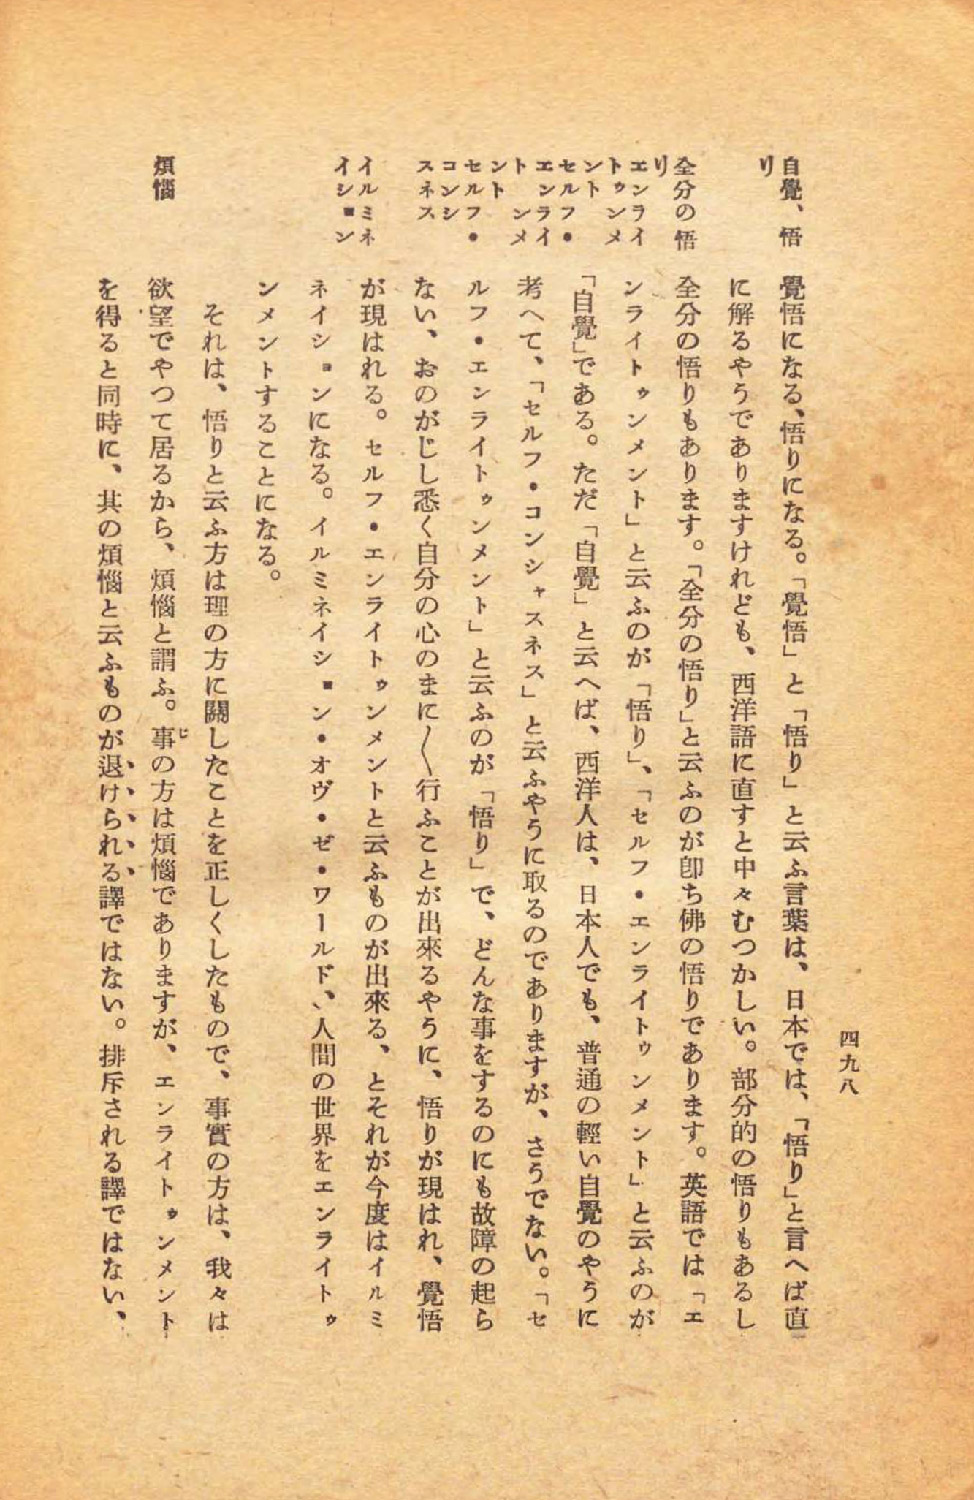 四九八
自覺、悟
り
全分の悟
り
エンライ
トゥンメ
ント
セルフ・
エンライ
トゥンメ
ント
セルフ・
コンシ
スネス
イルミネ
イション
煩惱
覺悟になる、悟りになる。「覺悟」と「悟り」と云ふ言葉は、日本では、「悟り」と言へば直
に解るやうでありますけれども、西洋語に直すと中々むつかしい。部分的の悟りもあるし
全分の悟りもあります。「全分の悟り」と云ふのが卽ち佛の悟りであります。英語では「エ
ンライトゥンメント」と云ふのが「悟り」、「セルフ・エンライトゥンメント」と云ふのが
「自覺」である。ただ「自覺」と云へば、西洋人は、日本人でも、普通の輕い自覺のやうに
考へて、「セルフ・コンシャスネス」と云ふやうに取るのでありますが、さうでない。「セ
ルフ・エンライトゥンメント」と云ふのが「悟り」で、どんな事をするのにも故障の起ら
ない、おのがじし悉く自分の心のまに〱行ふことが出來るやうに、悟りが現はれ、覺悟
が現はれる。セルフ・エンライトゥンメントと云ふものが出來る、とそれが今度はイルミ
ネイションになる。イルミネイション・オヴ・ゼ・ワールド、人間の世界をエンライトゥ
ンメントすることになる。
それは、悟りと云ふ方は理の方に關したことを正しくしたもので、事實の方は、我々は
欲望でやつて居るから、煩惱と謂ふ。事の方は煩惱でありますが、エンライトゥンメント
を得ると同時に、其の煩惱と云ふものが退けられる譯ではない。排斥される譯ではない、